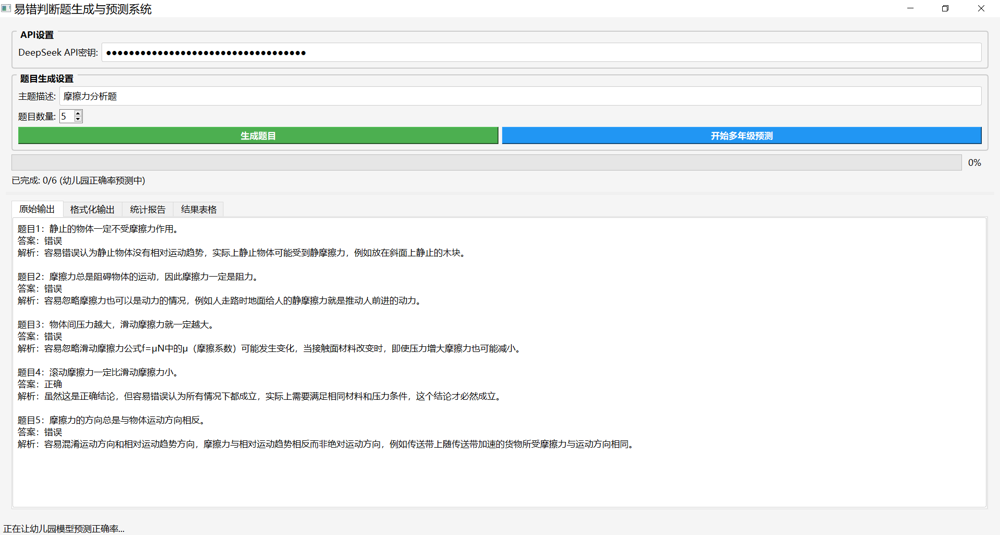 易错判断题生成与预测系统
API设置
DeepSeek API密钥: ●●●●●●●●●●●●●●●●●●●●●●●●●●●●●●●●●●●
题目生成设置
主题描述: 摩擦力分析题
题目数量: 5
生成题目 开始多年级预测
0%
已完成: 0/6 (幼儿园正确率预测中)
原始输出 格式化输出 统计报告 结果表格
题目1：静止的物体一定不受摩擦力作用。
答案：错误
解析：容易错误认为静止物体没有相对运动趋势，实际上静止物体可能受到静摩擦力，例如放在斜面上静止的木块。
题目2：摩擦力总是阻碍物体的运动，因此摩擦力一定是阻力。
答案：错误
解析：容易忽略摩擦力也可以是动力的情况，例如人走路时地面给人的静摩擦力就是推动人前进的动力。
题目3：物体间压力越大，滑动摩擦力就一定越大。
答案：错误
解析：容易忽略滑动摩擦力公式f=μN中的μ（摩擦系数）可能发生变化，当接触面材料改变时，即使压力增大摩擦力也可能减小。
题目4：滚动摩擦力一定比滑动摩擦力小。
答案：正确
解析：虽然这是正确结论，但容易错误认为所有情况下都成立，实际上需要满足相同材料和压力条件，这个结论才必然成立。
题目5：摩擦力的方向总是与物体运动方向相反。
答案：错误
解析：容易混淆运动方向和相对运动趋势方向，摩擦力与相对运动趋势相反而非绝对运动方向，例如传送带上随传送带加速的货物所受摩擦力与运动方向相同。
正在让幼儿园模型预测正确率...